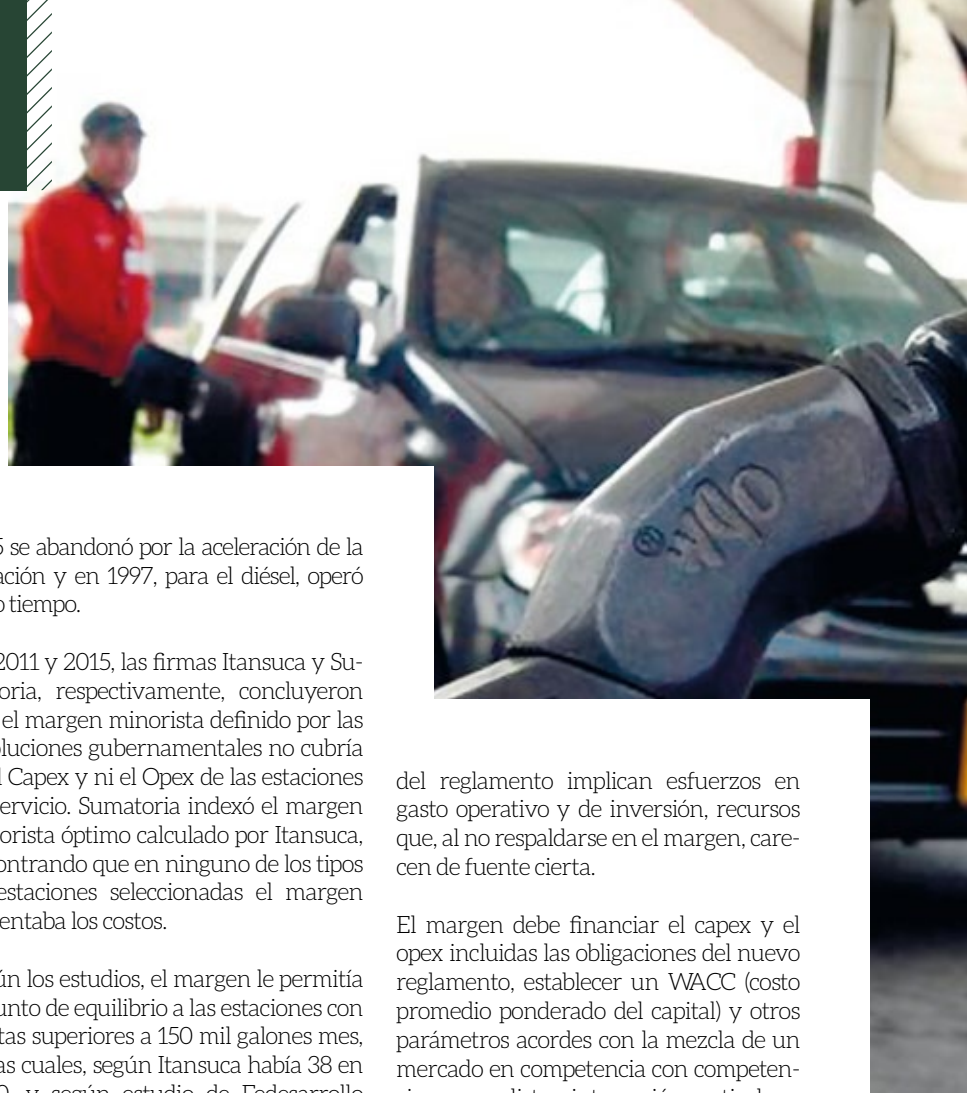 OPW®
5 se abandonó por la aceleración de la
ación y en 1997, para el diésel, operó
o tiempo.
2011 y 2015, las firmas Itansuca y Su-
oria, respectivamente, concluyeron
el margen minorista definido por las
oluciones gubernamentales no cubría
l Capex y ni el Opex de las estaciones
ervicio. Sumatoria indexó el margen
orista óptimo calculado por Itansuca,
ontrando que en ninguno de los tipos
estaciones seleccionadas el margen
entaba los costos.
ún los estudios, el margen le permitía
unto de equilibrio a las estaciones con
tas superiores a 150 mil galones mes,
as cuales, según Itansuca había 38 en
0, y según estudio de Fedesarrollo
del reglamento implican esfuerzos en
gasto operativo y de inversión, recursos
que, al no respaldarse en el margen, care-
cen de fuente cierta.
El margen debe financiar el capex y el
opex incluidas las obligaciones del nuevo
reglamento, establecer un WACC (costo
promedio ponderado del capital) y otros
parámetros acordes con la mezcla de un
mercado en competencia con competen-